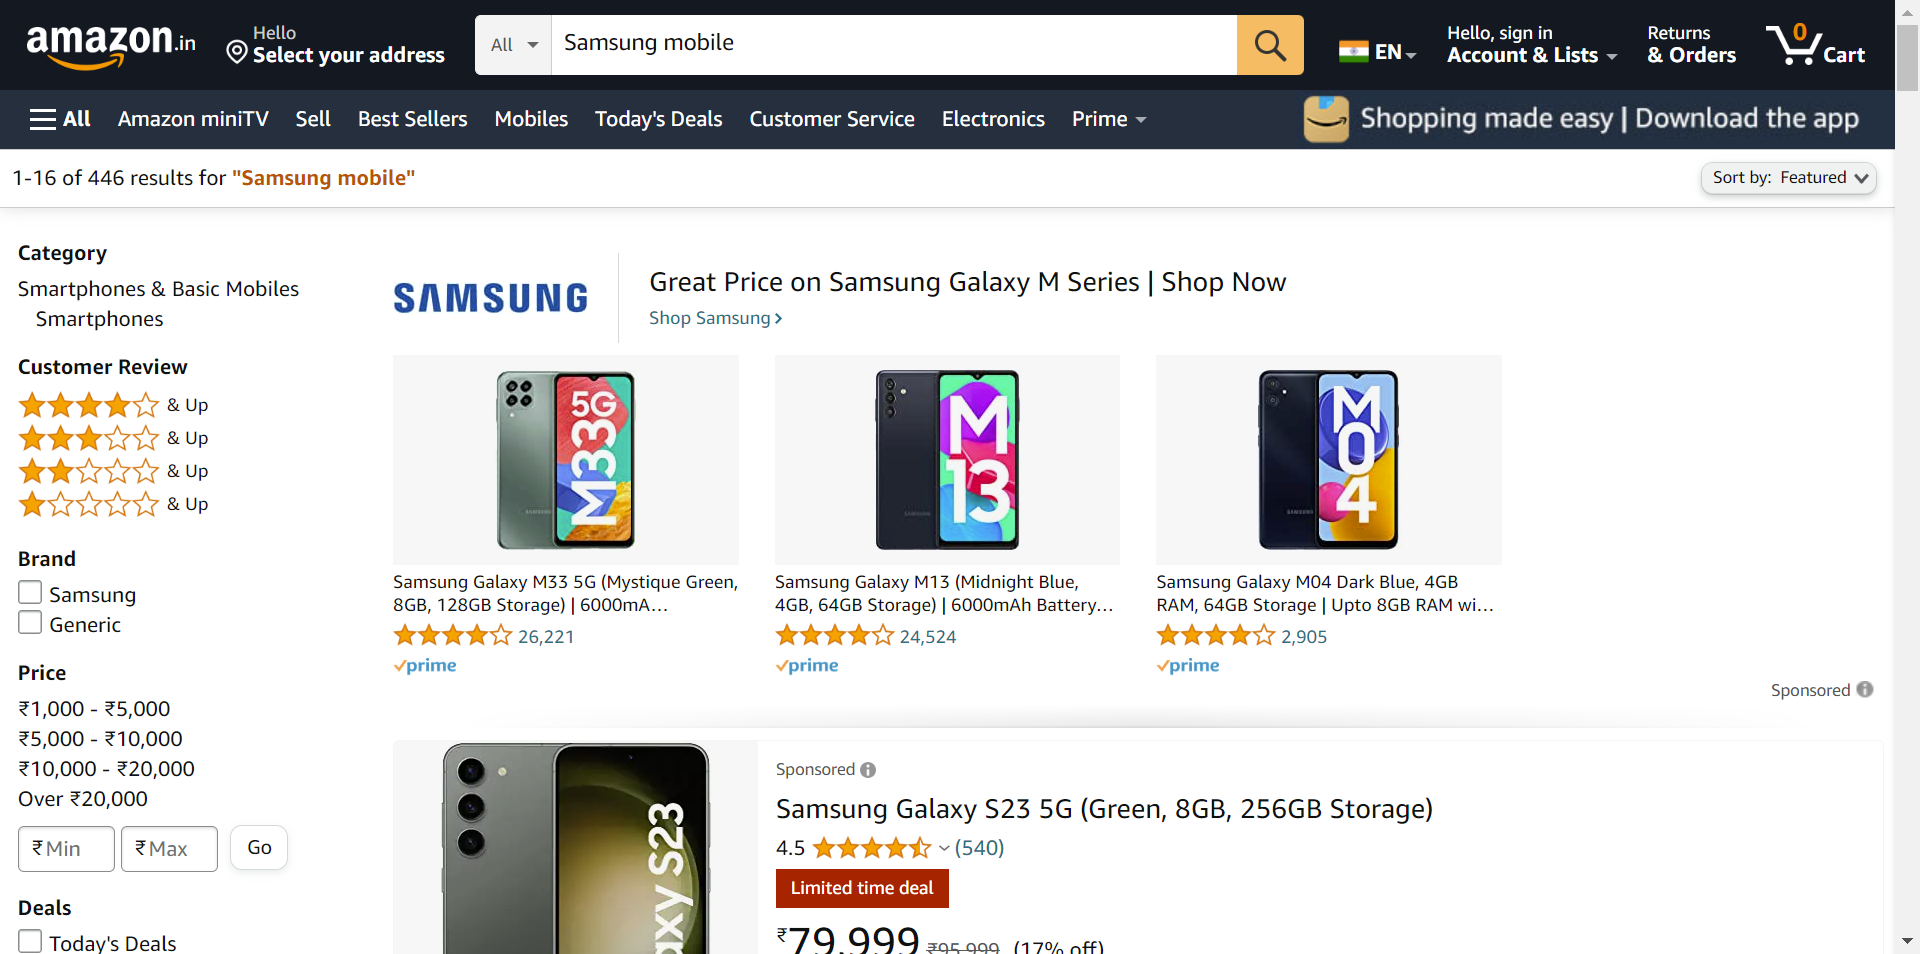 amazon.in
Hello
Select your address
All
Samsung mobile
EN
Hello, sign in
Account & Lists
Returns
& Orders
0
Cart
All
Amazon miniTV
Sell
Best Sellers
Mobiles
Today's Deals
Customer Service
Electronics
Prime
Shopping made easy | Download the app
1-16 of 446 results for "Samsung mobile"
Sort by: Featured
Category
Smartphones & Basic Mobiles
Smartphones
Customer Review
& Up
& Up
& Up
& Up
Brand
Samsung
Generic
Price
₹1,000 - ₹5,000
₹5,000 - ₹10,000
₹10,000 - ₹20,000
Over ₹20,000
₹ Min
₹ Max
Go
Deals
Today's Deals
SAMSUNG
Great Price on Samsung Galaxy M Series | Shop Now
Shop Samsung
5G
M33
SAMSUNG
Samsung Galaxy M33 5G (Mystique Green,
8GB, 128GB Storage) | 6000mA…
26,221
prime
M
13
SAMSUNG
Samsung Galaxy M13 (Midnight Blue,
4GB, 64GB Storage) | 6000mAh Battery…
24,524
prime
M
0
4
SAMSUNG
Samsung Galaxy M04 Dark Blue, 4GB
RAM, 64GB Storage | Upto 8GB RAM wi…
2,905
prime
Sponsored
axy S23
Sponsored
Samsung Galaxy S23 5G (Green, 8GB, 256GB Storage)
4.5 (540)
Limited time deal
₹79,999 ₹95,999 (17% off)